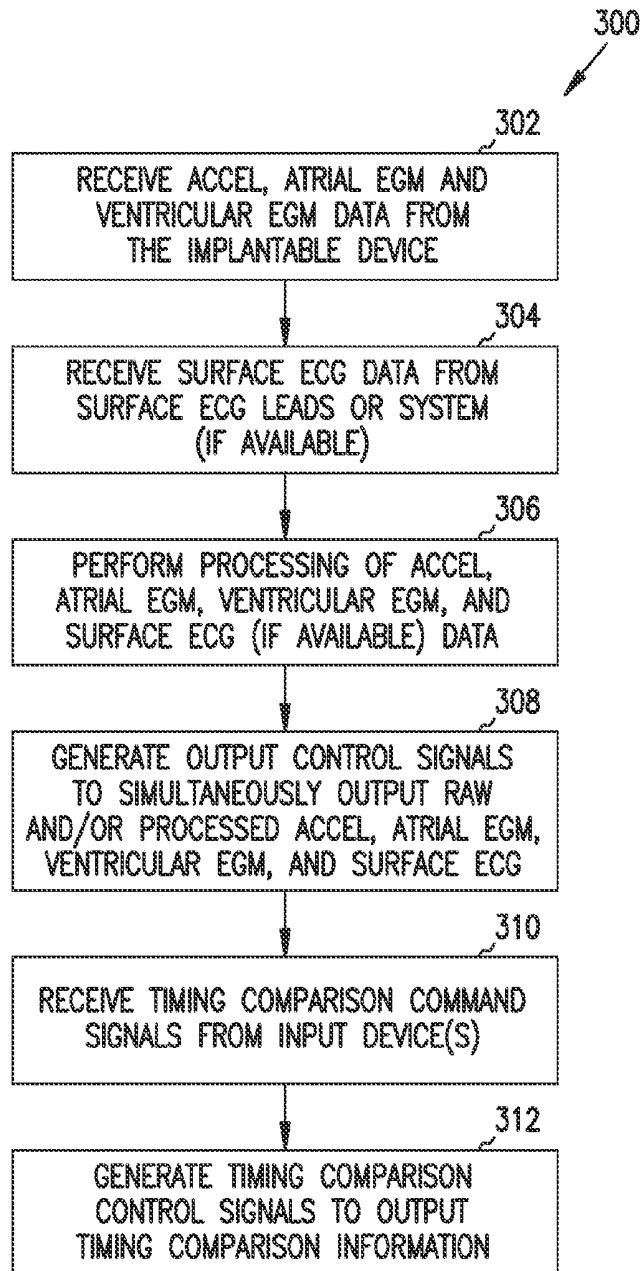 300
302
RECEIVE ACCEL, ATRIAL EGM AND
VENTRICULAR EGM DATA FROM
THE IMPLANTABLE DEVICE
304
RECEIVE SURFACE ECG DATA FROM
SURFACE ECG LEADS OR SYSTEM
(IF AVAILABLE)
306
PERFORM PROCESSING OF ACCEL,
ATRIAL EGM, VENTRICULAR EGM, AND
SURFACE ECG (IF AVAILABLE) DATA
308
GENERATE OUTPUT CONTROL SIGNALS
TO SIMULTANEOUSLY OUTPUT RAW
AND/OR PROCESSED ACCEL, ATRIAL EGM,
VENTRICULAR EGM, AND SURFACE ECG
310
RECEIVE TIMING COMPARISON COMMAND
SIGNALS FROM INPUT DEVICE(S)
312
GENERATE TIMING COMPARISON
CONTROL SIGNALS TO OUTPUT
TIMING COMPARISON INFORMATION